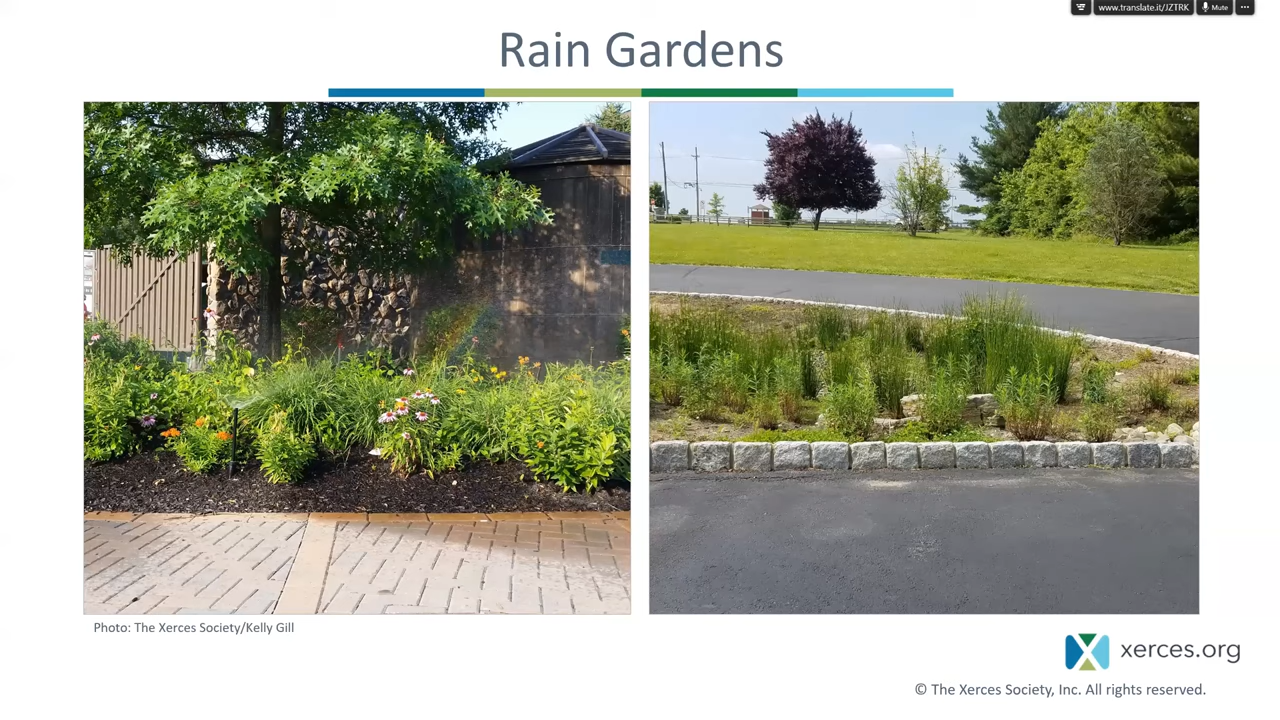 www.translate.it/JZTRK
Mute
Rain Gardens
Photo: The Xerces Society/Kelly Gill
xerces.org
© The Xerces Society, Inc. All rights reserved.